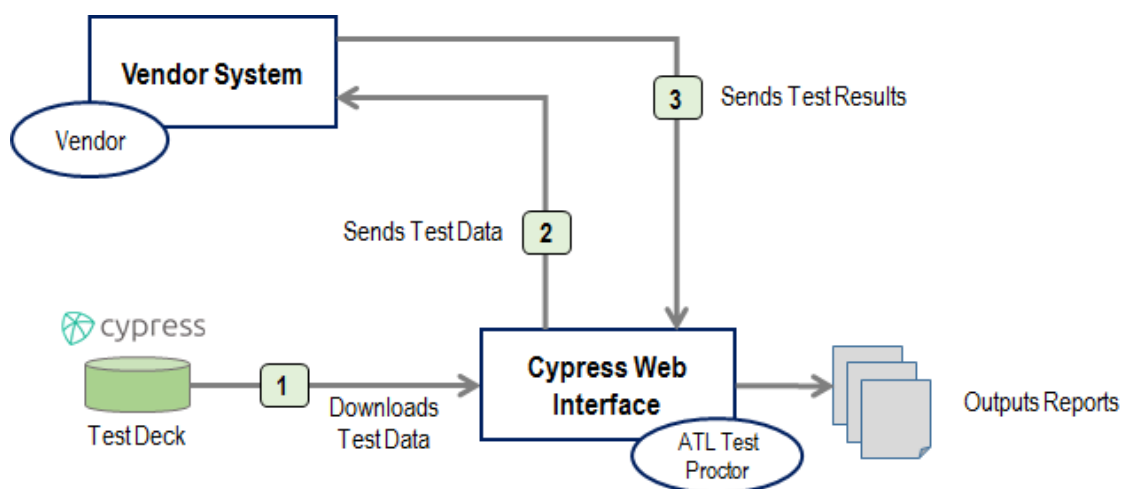 Vendor System
Vendor
3
Sends Test Results
2
Sends Test Data
cypress
Test Deck
1
Downloads
Test Data
Cypress Web
Interface
ATL Test
Proctor
Outputs Reports